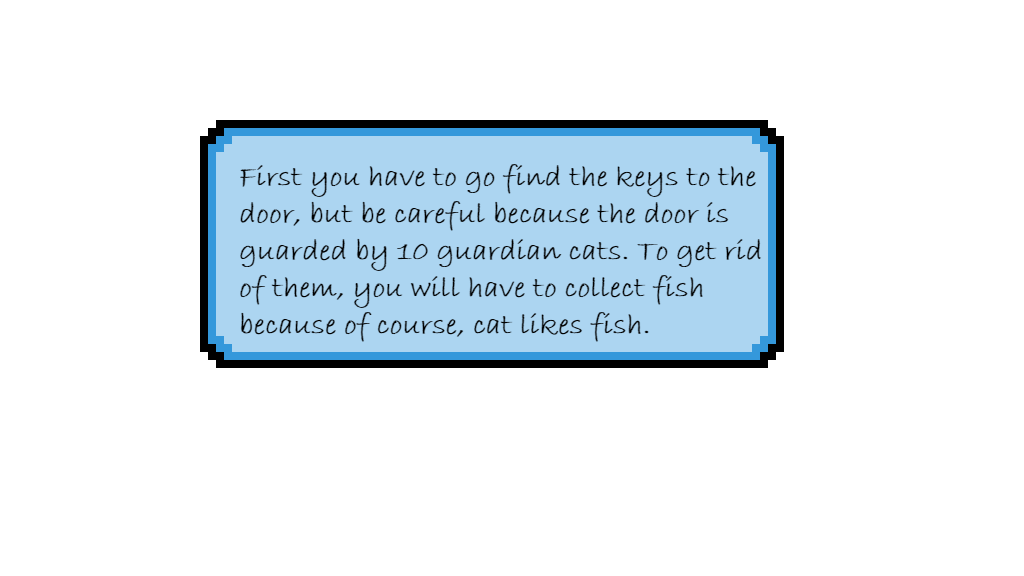 First you have to go find the keys to the
door, but be careful because the door is
guarded by 10 guardian cats. To get rid
of them, you will have to collect fish
because of course, cat likes fish.